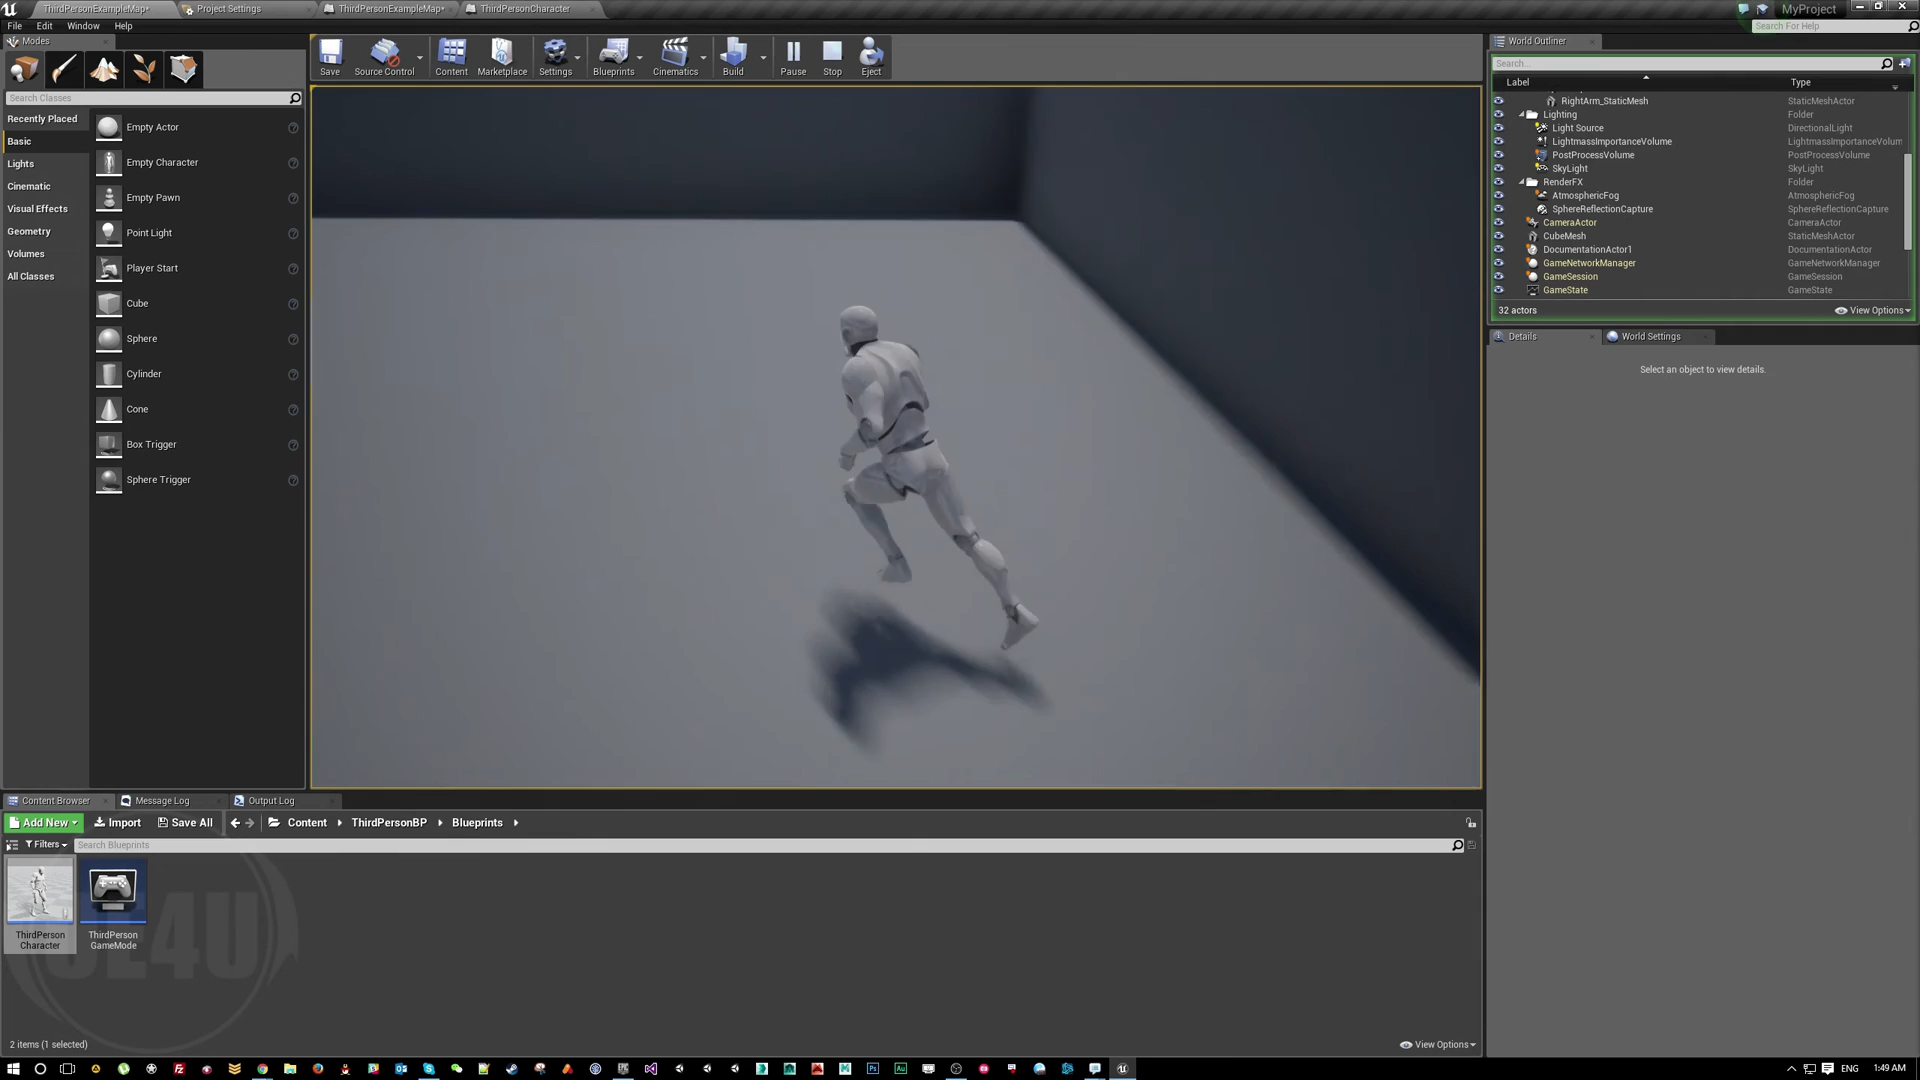 ThirdPersonExampleMap*
Project Settings
ThirdPersonExampleMap*
ThirdPersonCharacter
MyProject
File Edit Window Help
Search For Help
Modes
Save
Source Control
Content
Marketplace
Settings
Blueprints
Cinematics
Build
Pause
Stop
Eject
World Outliner
Search...
Label Type
Search Classes
Recently Placed
Basic
Lights
Cinematic
Visual Effects
Geometry
Volumes
All Classes
Empty Actor
Empty Character
Empty Pawn
Point Light
Player Start
Cube
Sphere
Cylinder
Cone
Box Trigger
Sphere Trigger
RightArm_StaticMesh StaticMeshActor
Lighting Folder
Light Source DirectionalLight
LightmassImportanceVolume LightmassImportanceVolum
PostProcessVolume PostProcessVolume
SkyLight SkyLight
RenderFX Folder
AtmosphericFog AtmosphericFog
SphereReflectionCapture SphereReflectionCapture
CameraActor CameraActor
CubeMesh StaticMeshActor
DocumentationActor1 DocumentationActor
GameNetworkManager GameNetworkManager
GameSession GameSession
GameState GameState
32 actors
View Options
Details
World Settings
Select an object to view details.
Content Browser
Message Log
Output Log
Add New
Import
Save All
Content
ThirdPersonBP
Blueprints
Filters
Search Blueprints
ThirdPerson
Character
ThirdPerson
GameMode
UE4U
2 items (1 selected)
View Options
ENG
1:49 AM